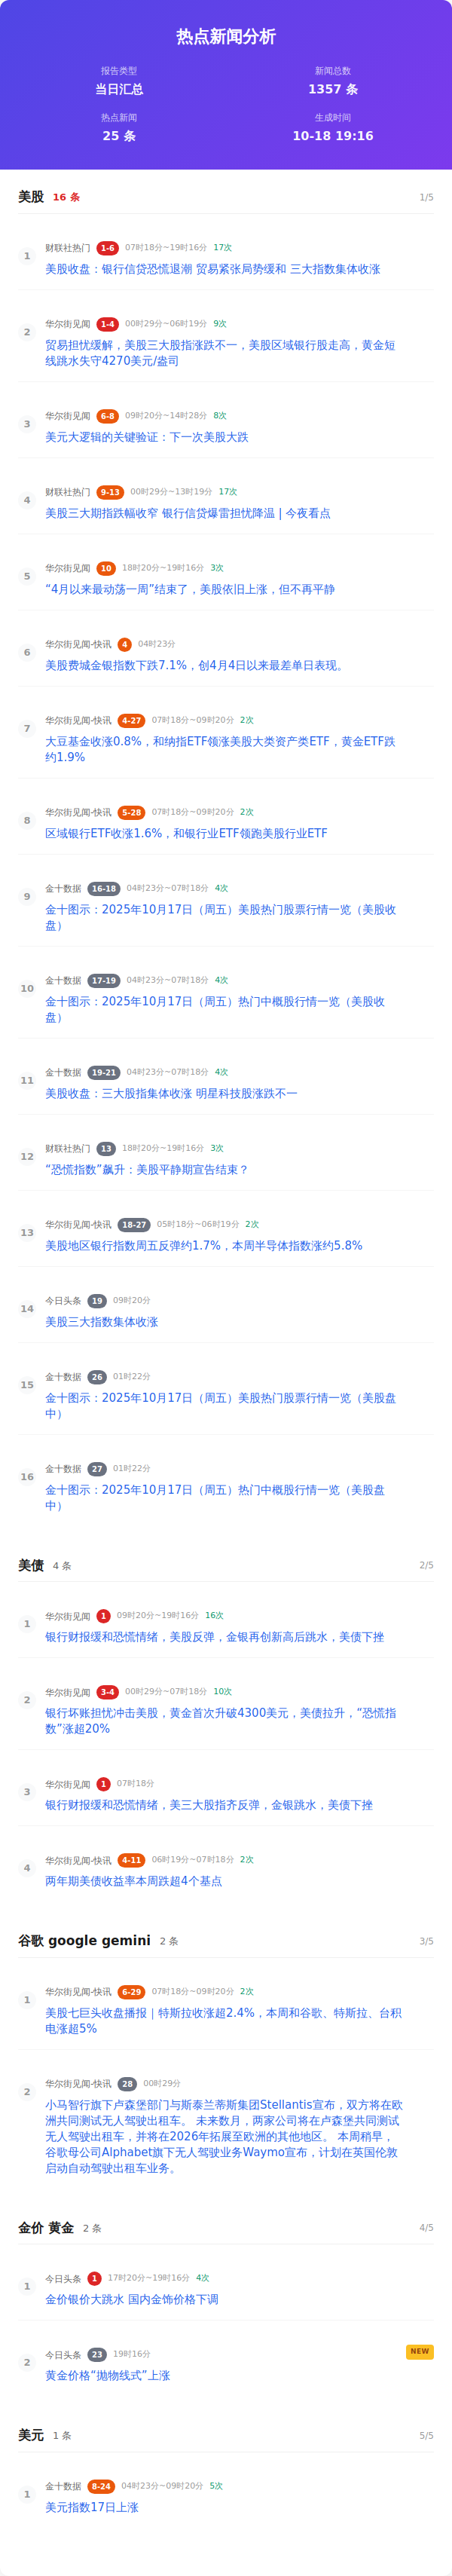 热点新闻分析
报告类型
新闻总数
当日汇总
1357 条
热点新闻
生成时间
25 条
10-18 19:16
美股 16 条 1/5
1
财联社热门 1-6 07时18分~19时16分 17次
美股收盘：银行信贷恐慌退潮 贸易紧张局势缓和 三大指数集体收涨
2
华尔街见闻 1-4 00时29分~06时19分 9次
贸易担忧缓解，美股三大股指涨跌不一，美股区域银行股走高，黄金短
线跳水失守4270美元/盎司
3
华尔街见闻 6-8 09时20分~14时28分 8次
美元大逻辑的关键验证：下一次美股大跌
4
财联社热门 9-13 00时29分~13时19分 17次
美股三大期指跌幅收窄 银行信贷爆雷担忧降温 | 今夜看点
5
华尔街见闻 10 18时20分~19时16分 3次
“4月以来最动荡一周”结束了，美股依旧上涨，但不再平静
6
华尔街见闻-快讯 4 04时23分
美股费城金银指数下跌7.1%，创4月4日以来最差单日表现。
7
华尔街见闻-快讯 4-27 07时18分~09时20分 2次
大豆基金收涨0.8%，和纳指ETF领涨美股大类资产类ETF，黄金ETF跌
约1.9%
8
华尔街见闻-快讯 5-28 07时18分~09时20分 2次
区域银行ETF收涨1.6%，和银行业ETF领跑美股行业ETF
9
金十数据 16-18 04时23分~07时18分 4次
金十图示：2025年10月17日（周五）美股热门股票行情一览（美股收
盘）
10
金十数据 17-19 04时23分~07时18分 4次
金十图示：2025年10月17日（周五）热门中概股行情一览（美股收
盘）
11
金十数据 19-21 04时23分~07时18分 4次
美股收盘：三大股指集体收涨 明星科技股涨跌不一
12
财联社热门 13 18时20分~19时16分 3次
“恐慌指数”飙升：美股平静期宣告结束？
13
华尔街见闻-快讯 18-27 05时18分~06时19分 2次
美股地区银行指数周五反弹约1.7%，本周半导体指数涨约5.8%
14
今日头条 19 09时20分
美股三大指数集体收涨
15
金十数据 26 01时22分
金十图示：2025年10月17日（周五）美股热门股票行情一览（美股盘
中）
16
金十数据 27 01时22分
金十图示：2025年10月17日（周五）热门中概股行情一览（美股盘
中）
美债 4 条 2/5
1
华尔街见闻 1 09时20分~19时16分 16次
银行财报缓和恐慌情绪，美股反弹，金银再创新高后跳水，美债下挫
2
华尔街见闻 3-4 00时29分~07时18分 10次
银行坏账担忧冲击美股，黄金首次升破4300美元，美债拉升，“恐慌指
数”涨超20%
3
华尔街见闻 1 07时18分
银行财报缓和恐慌情绪，美三大股指齐反弹，金银跳水，美债下挫
4
华尔街见闻-快讯 4-11 06时19分~07时18分 2次
两年期美债收益率本周跌超4个基点
谷歌 google gemini 2 条 3/5
1
华尔街见闻-快讯 6-29 07时18分~09时20分 2次
美股七巨头收盘播报｜特斯拉收涨超2.4%，本周和谷歌、特斯拉、台积
电涨超5%
2
华尔街见闻-快讯 28 00时29分
小马智行旗下卢森堡部门与斯泰兰蒂斯集团Stellantis宣布，双方将在欧
洲共同测试无人驾驶出租车。 未来数月，两家公司将在卢森堡共同测试
无人驾驶出租车，并将在2026年拓展至欧洲的其他地区。 本周稍早，
谷歌母公司Alphabet旗下无人驾驶业务Waymo宣布，计划在英国伦敦
启动自动驾驶出租车业务。
金价 黄金 2 条 4/5
1
今日头条 1 17时20分~19时16分 4次
金价银价大跳水 国内金饰价格下调
2
今日头条 23 19时16分 NEW
黄金价格“抛物线式”上涨
美元 1 条 5/5
1
金十数据 8-24 04时23分~09时20分 5次
美元指数17日上涨